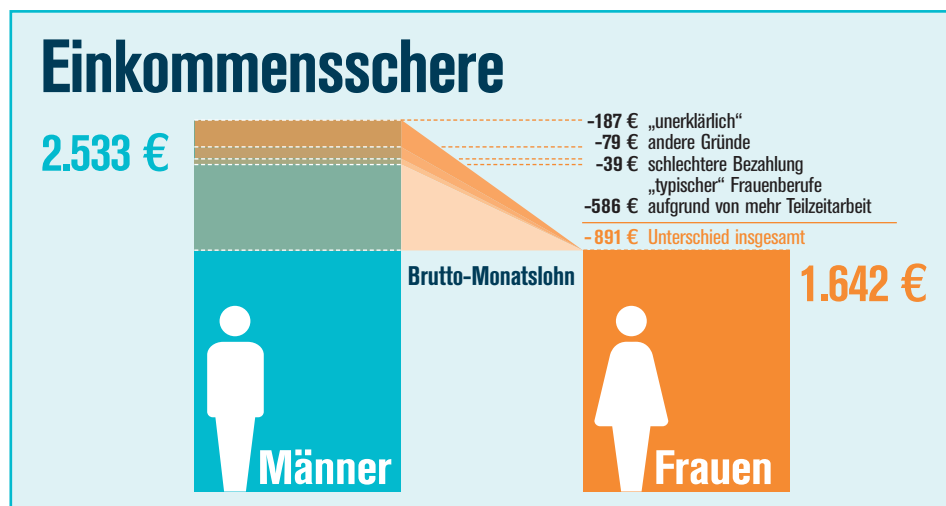 Einkommensschere
2.533 €
-187 € „unerklärlich“
-79 € andere Gründe
-39 € schlechtere Bezahlung
„typischer“ Frauenberufe
-586 € aufgrund von mehr Teilzeitarbeit
-891 € Unterschied insgesamt
Brutto-Monatslohn
1.642 €
Männer
Frauen